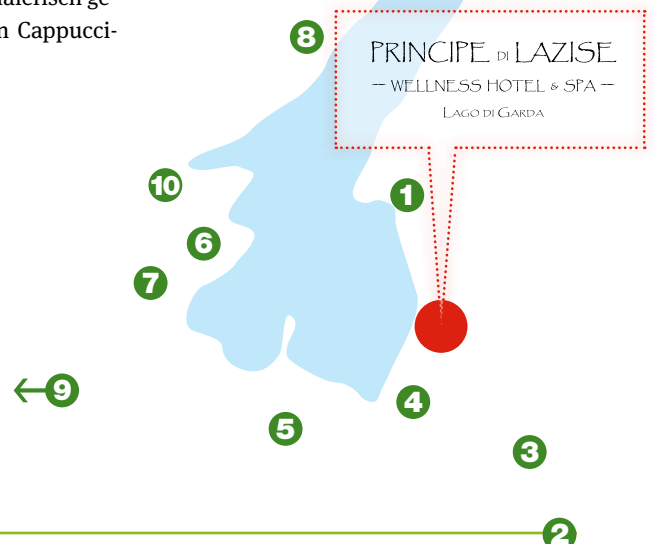 n Cappucci-
8
PRINCIPE DI LAZISE
— WELLNESS HOTEL & SPA —
LAGO DI GARDA
10
1
6
7
9
4
5
3
2